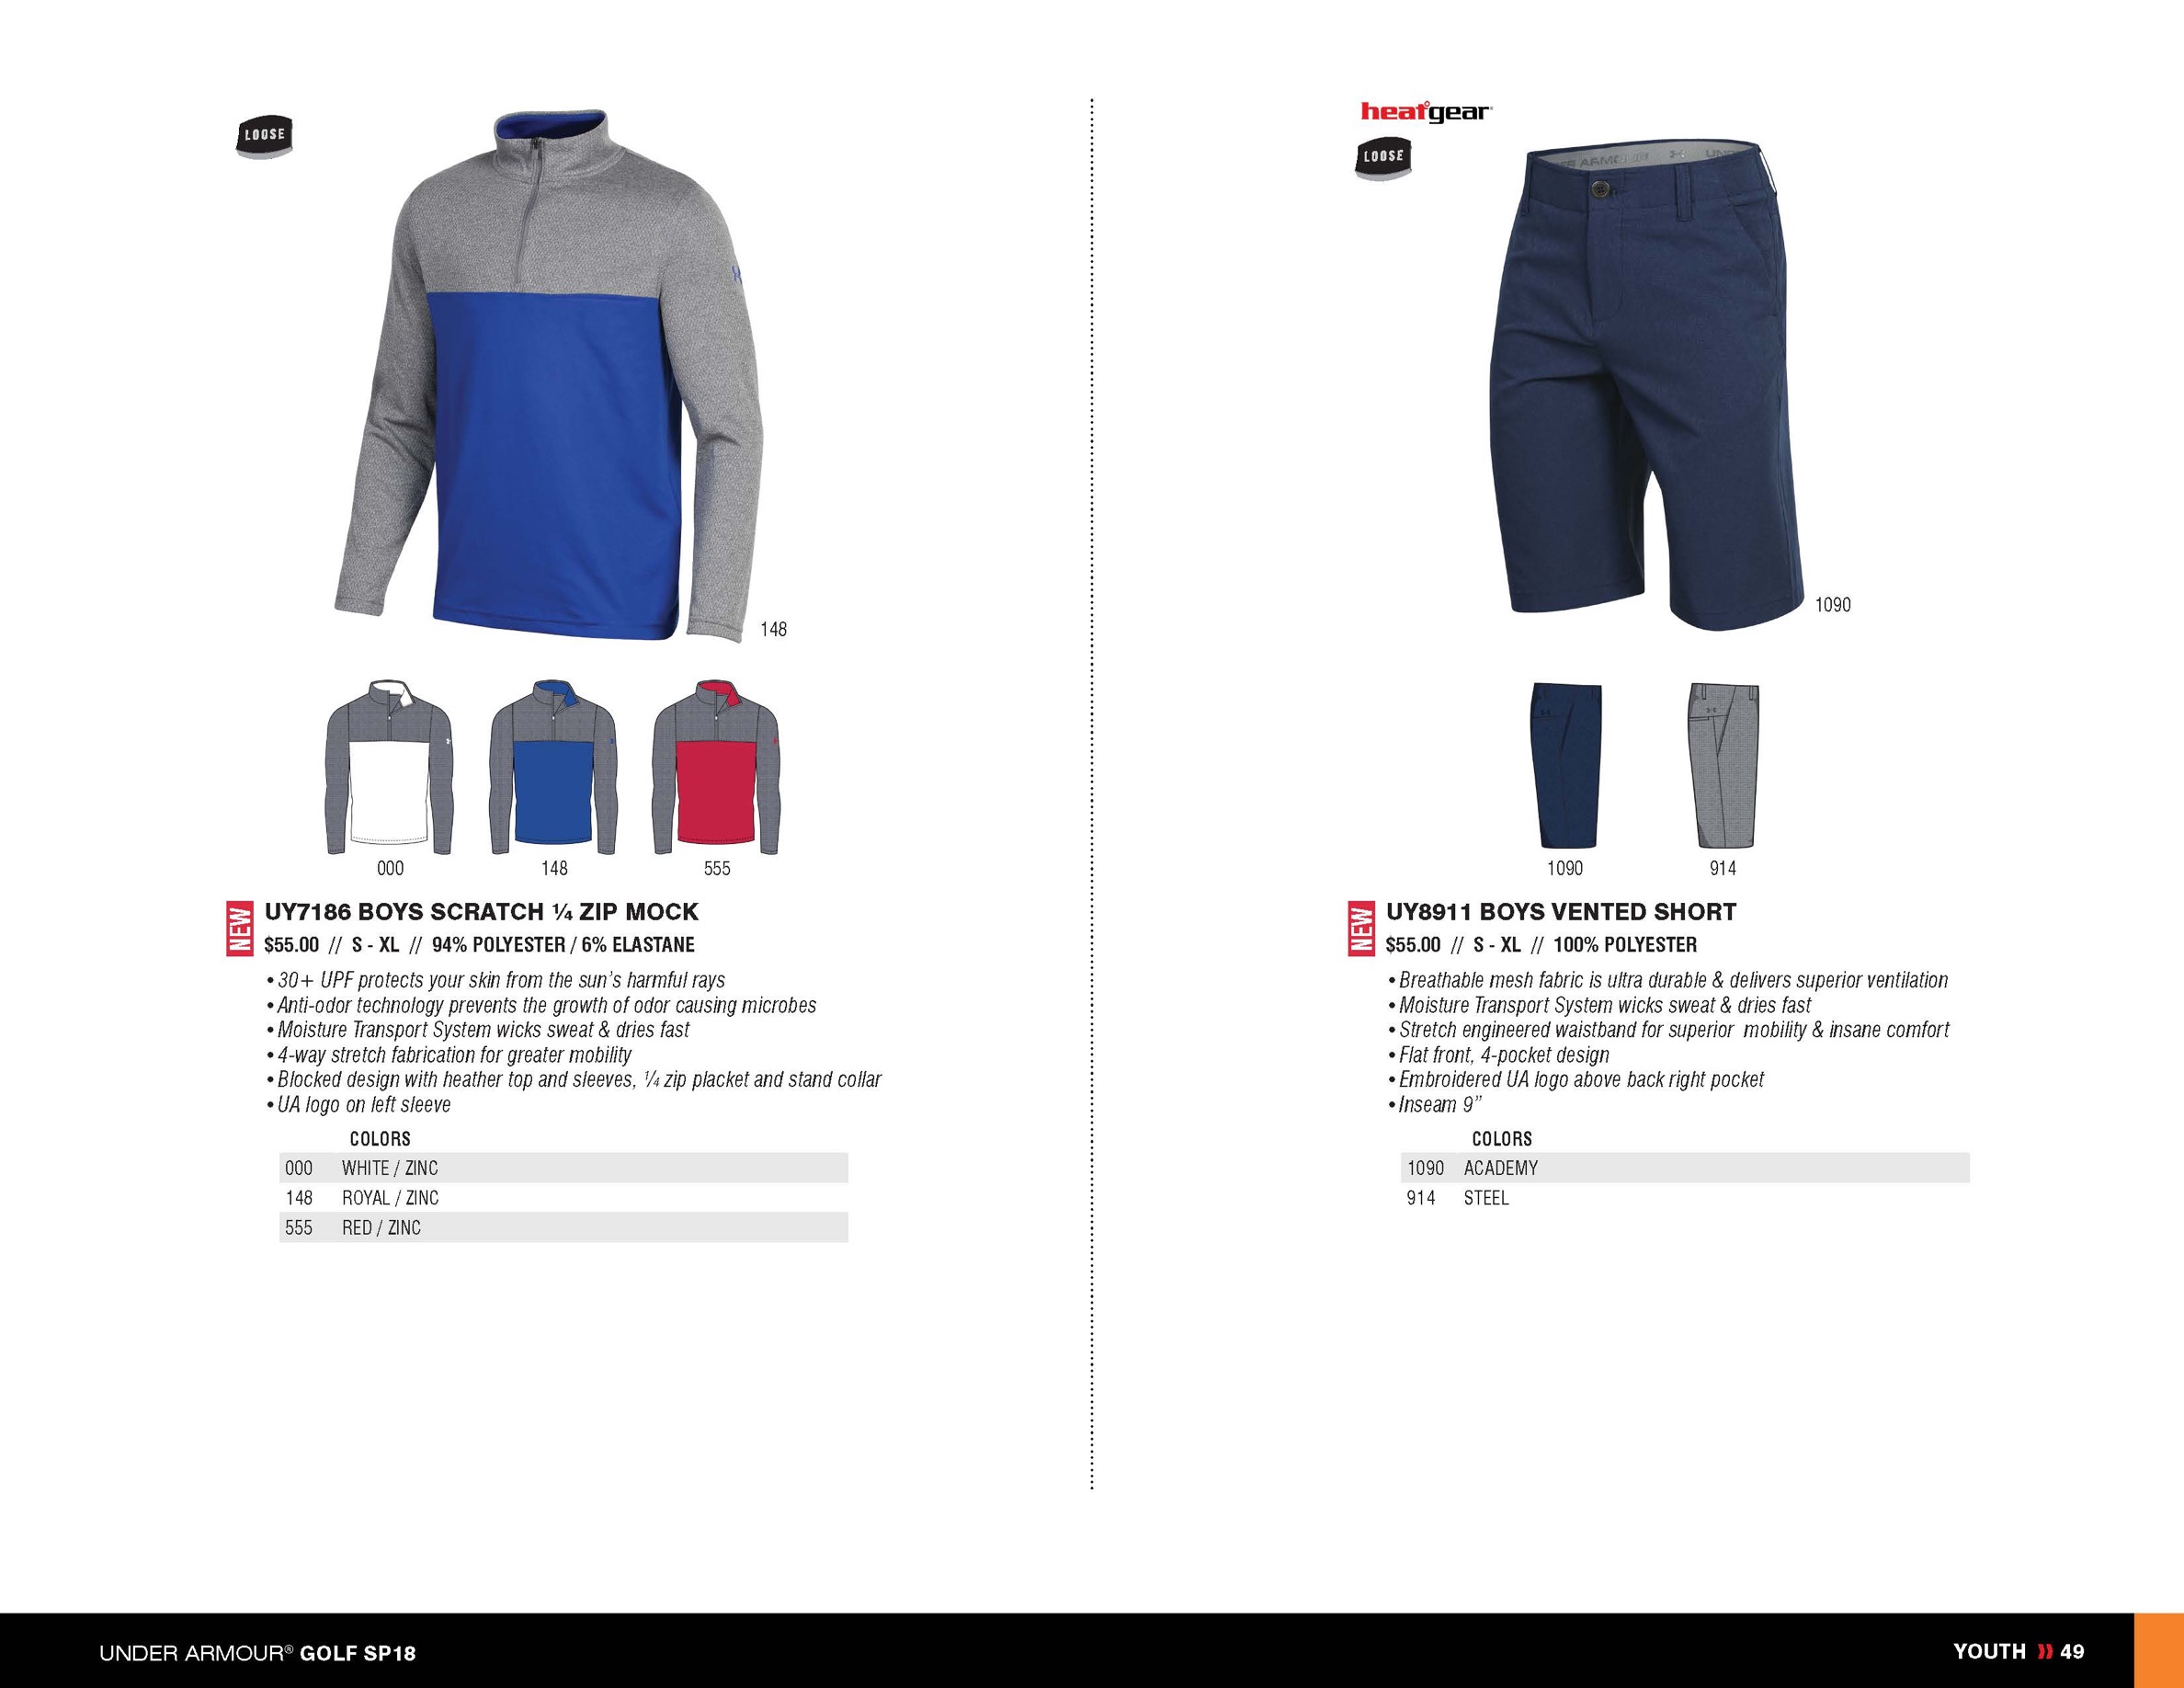 LOOSE
148
000 148 555
NEW
UY7186 BOYS SCRATCH ¼ ZIP MOCK
$55.00 // S - XL // 94% POLYESTER / 6% ELASTANE
• 30+ UPF protects your skin from the sun’s harmful rays
• Anti-odor technology prevents the growth of odor causing microbes
• Moisture Transport System wicks sweat & dries fast
• 4-way stretch fabrication for greater mobility
• Blocked design with heather top and sleeves, ¼ zip placket and stand collar
• UA logo on left sleeve
COLORS
000 WHITE / ZINC
148 ROYAL / ZINC
555 RED / ZINC
heatgear
LOOSE
ARMOUR
1090
1090 914
NEW
UY8911 BOYS VENTED SHORT
$55.00 // S - XL // 100% POLYESTER
• Breathable mesh fabric is ultra durable & delivers superior ventilation
• Moisture Transport System wicks sweat & dries fast
• Stretch engineered waistband for superior mobility & insane comfort
• Flat front, 4-pocket design
• Embroidered UA logo above back right pocket
• Inseam 9”
COLORS
1090 ACADEMY
914 STEEL
UNDER ARMOUR® GOLF SP18
YOUTH 49